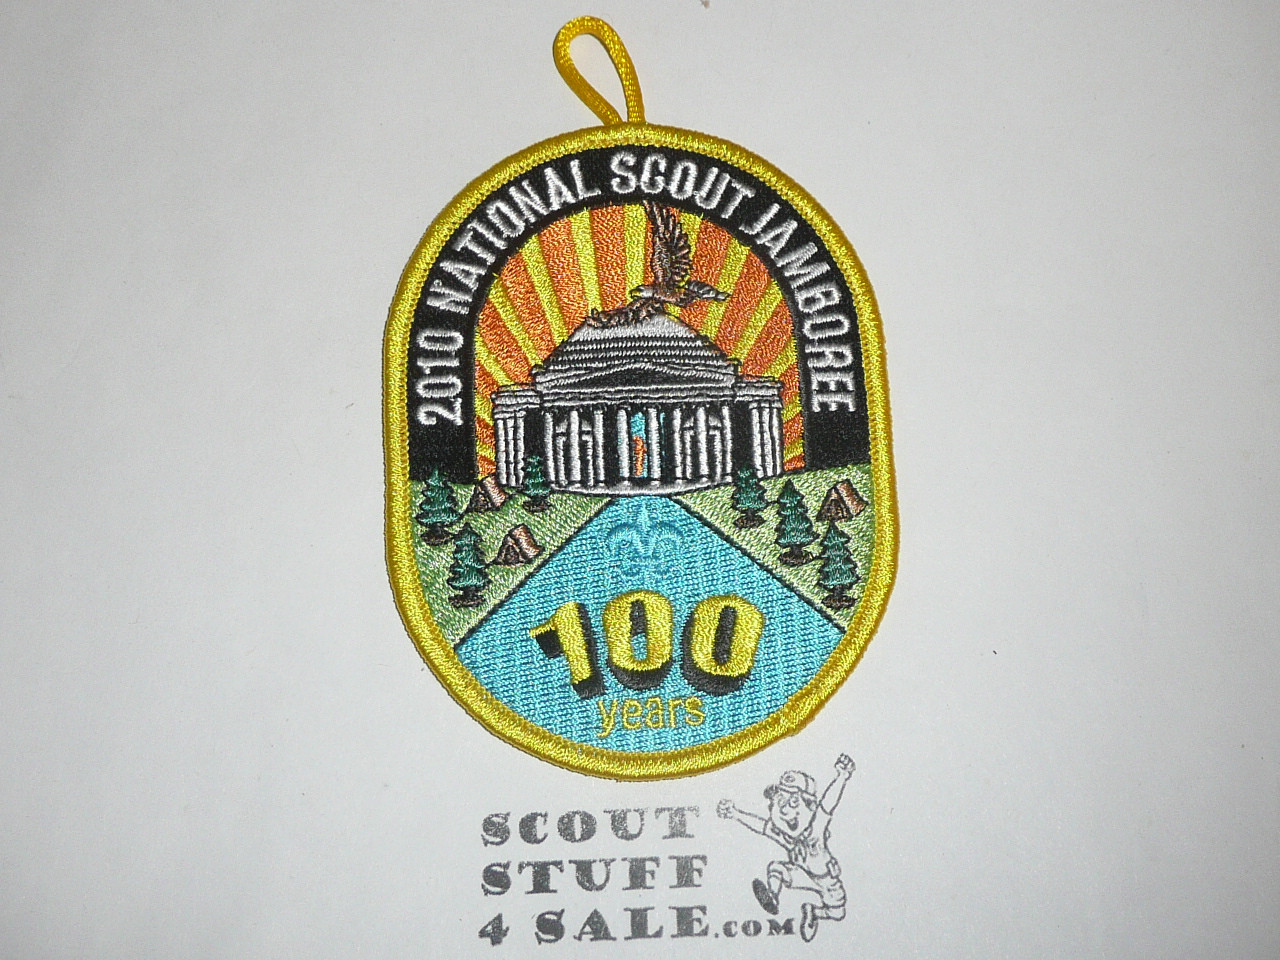 2010 NATIONAL SCOUT JAMBOREE
100
years
SCOUT
STUFF
4 SALE.COM